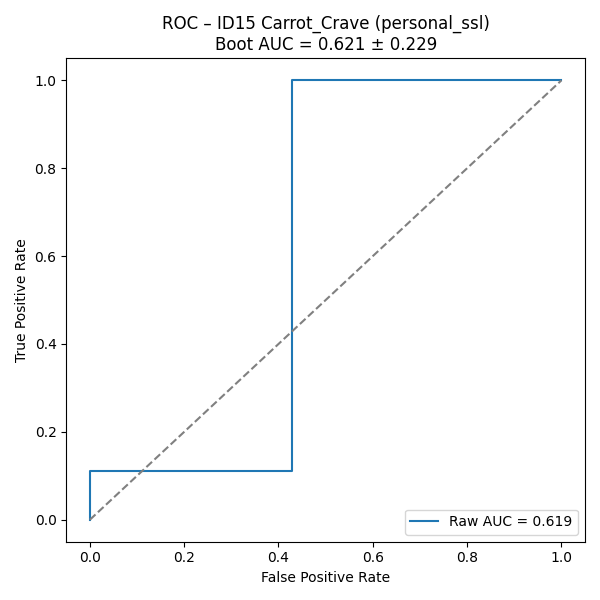 ROC – ID15 Carrot_Crave (personal_ssl)
Boot AUC = 0.621 ± 0.229
True Positive Rate
1.0
0.8
0.6
0.4
0.2
0.0
Raw AUC = 0.619
0.0 0.2 0.4 0.6 0.8 1.0
False Positive Rate